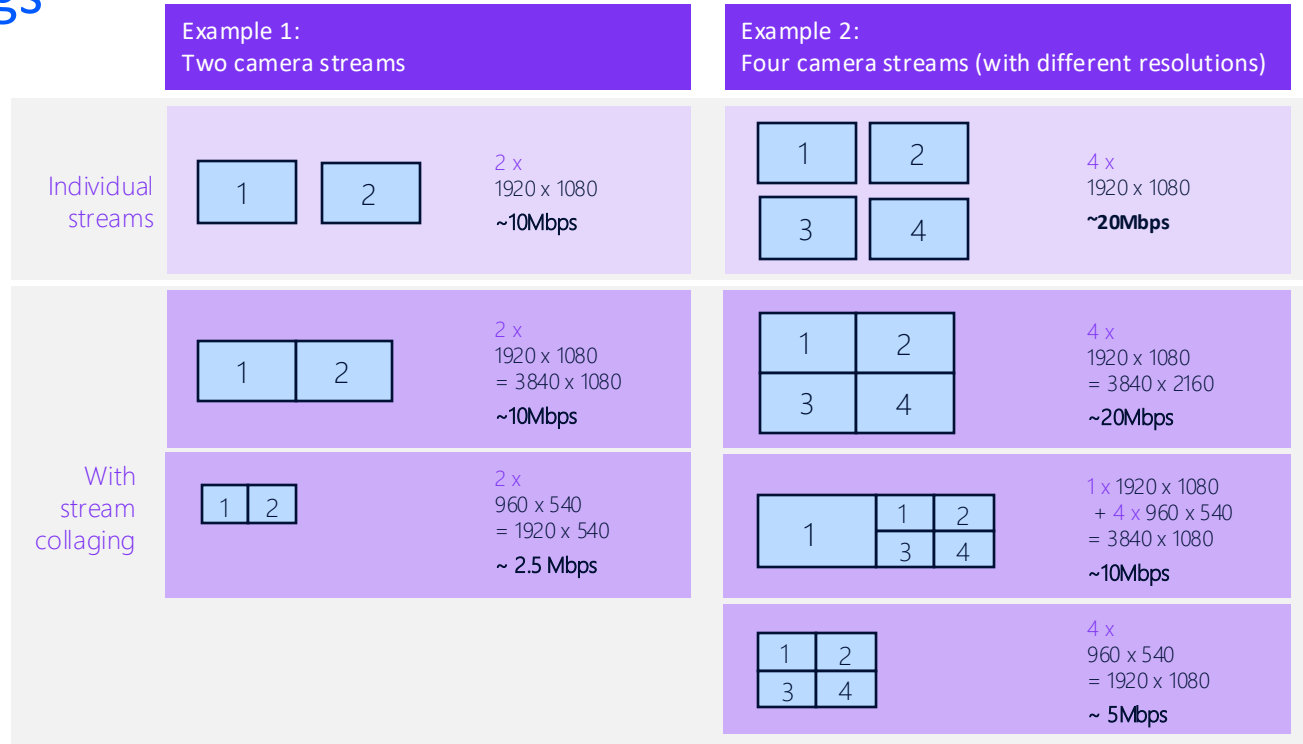 gs
Example 1:
Two camera streams
Example 2:
Four camera streams (with different resolutions)
Individual
streams
1
2
2 x
1920 x 1080
~10Mbps
1
2
3
4
4 x
1920 x 1080
~20Mbps
With
stream
collaging
1
2
2 x
1920 x 1080
= 3840 x 1080
~10Mbps
1
2
3
4
4 x
1920 x 1080
= 3840 x 2160
~20Mbps
1
2
2 x
960 x 540
= 1920 x 540
~ 2.5 Mbps
1
1
2
3
4
1 x 1920 x 1080
+ 4 x 960 x 540
= 3840 x 1080
~10Mbps
1
2
3
4
4 x
960 x 540
= 1920 x 1080
~ 5Mbps